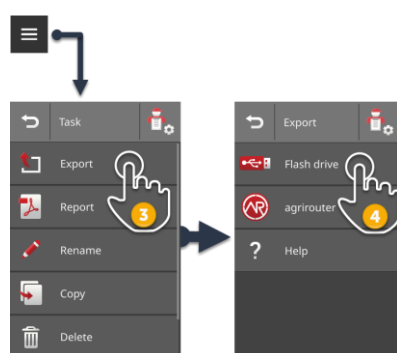 Task
Export
Report
3
Rename
Copy
Delete
Export
Flash drive
agrirouter
4
Help